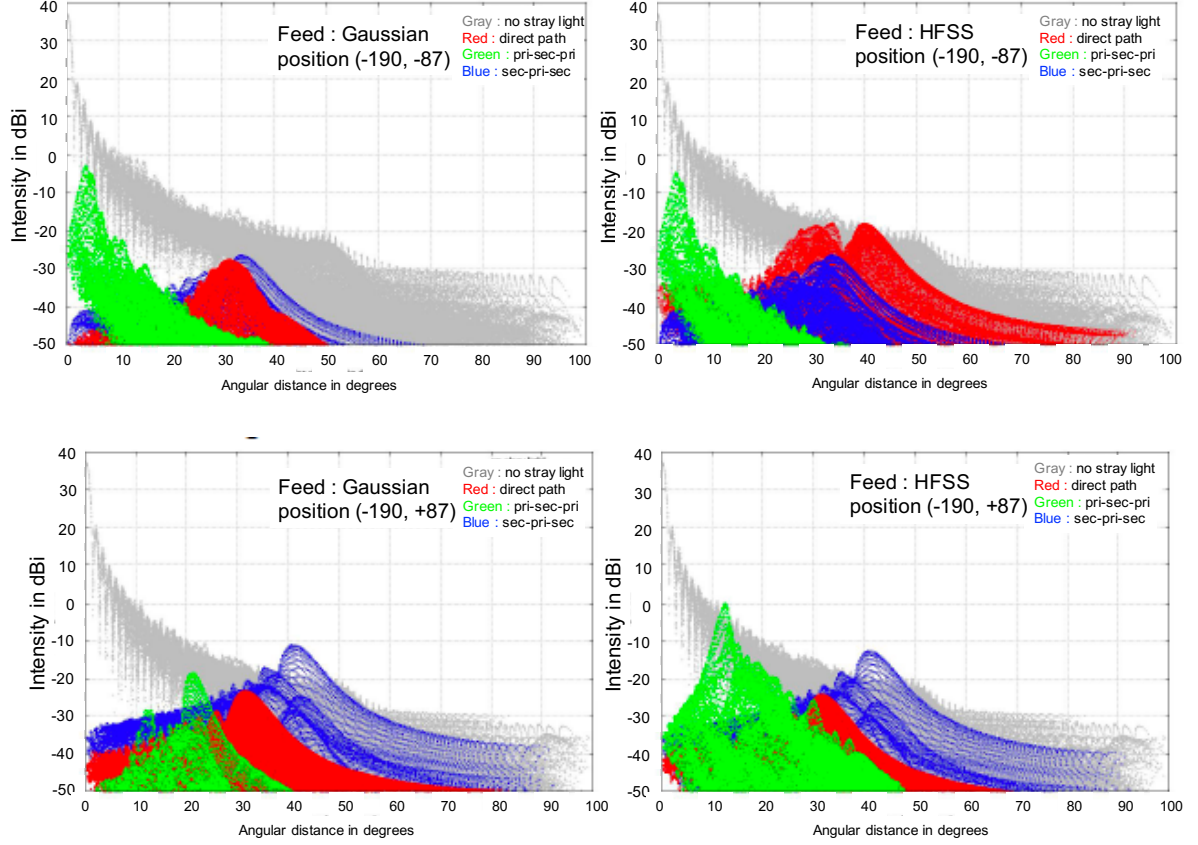 40
30
20
10
0
-10
-20
-30
-40
-50
0
10
20
30
40
50
60
70
80
90
100
Intensity in dBi
Angular distance in degrees
Feed : Gaussian
position (-190, -87)
Gray : no stray light
Red : direct path
Green : pri-sec-pri
Blue : sec-pri-sec
40
30
20
10
0
-10
-20
-30
-40
-50
0
10
20
30
40
50
60
70
80
90
100
Intensity in dBi
Angular distance in degrees
Feed : HFSS
position (-190, -87)
Gray : no stray light
Red : direct path
Green : pri-sec-pri
Blue : sec-pri-sec
40
30
20
10
0
-10
-20
-30
-40
-50
0
10
20
30
40
50
60
70
80
90
100
Intensity in dBi
Angular distance in degrees
Feed : Gaussian
position (-190, +87)
Gray : no stray light
Red : direct path
Green : pri-sec-pri
Blue : sec-pri-sec
40
30
20
10
0
-10
-20
-30
-40
-50
0
10
20
30
40
50
60
70
80
90
100
Intensity in dBi
Angular distance in degrees
Feed : HFSS
position (-190, +87)
Gray : no stray light
Red : direct path
Green : pri-sec-pri
Blue : sec-pri-sec